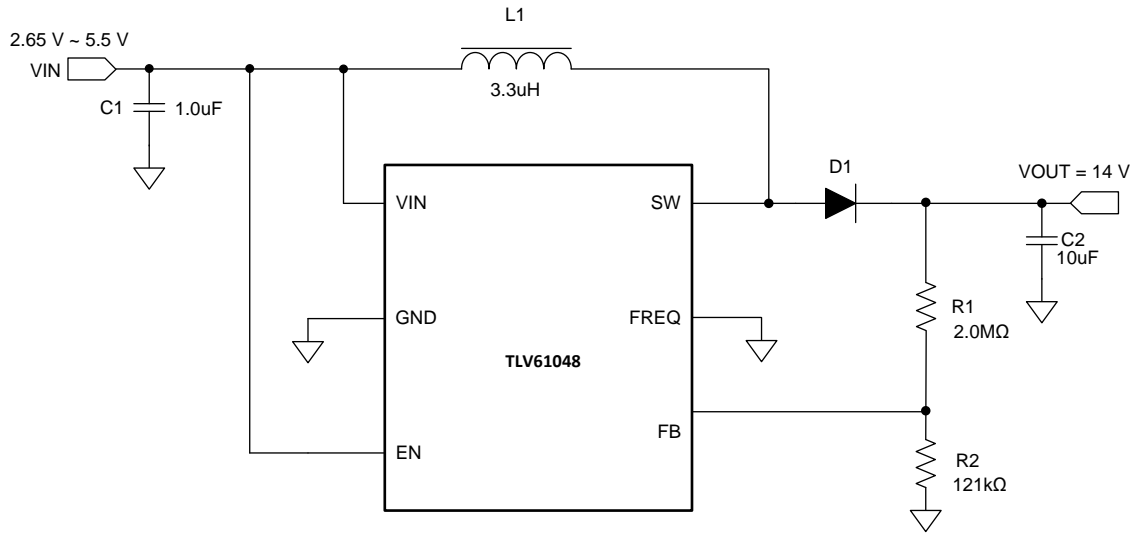 L1
2.65 V ~ 5.5 V
VIN
3.3uH
C1
1.0uF
D1
VOUT = 14 V
VIN
SW
C2
10uF
R1
2.0MΩ
GND
FREQ
TLV61048
FB
EN
R2
121kΩ